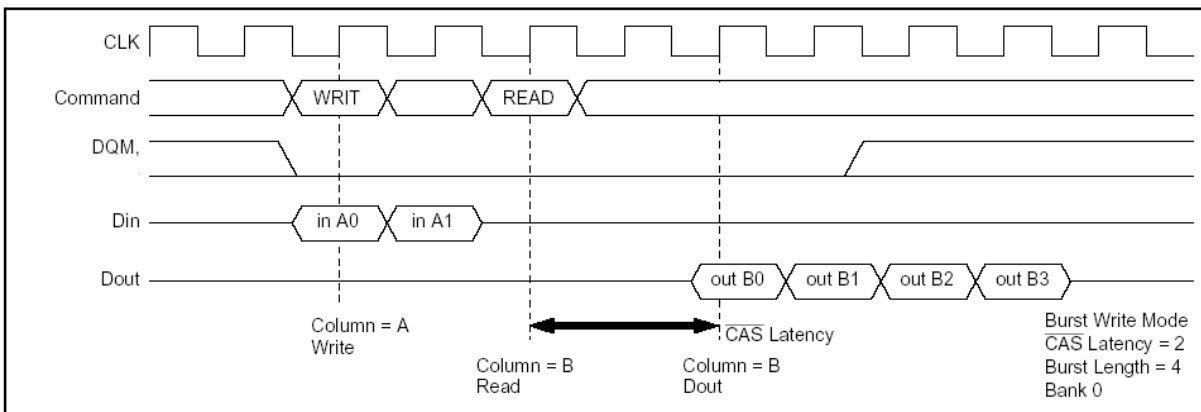 CLK
Command WRIT READ
DQM,
Din in A0 in A1
Dout out B0 out B1 out B2 out B3
Column = A
Write
CAS Latency
Column = B
Read
Column = B
Dout
Burst Write Mode
CAS Latency = 2
Burst Length = 4
Bank 0